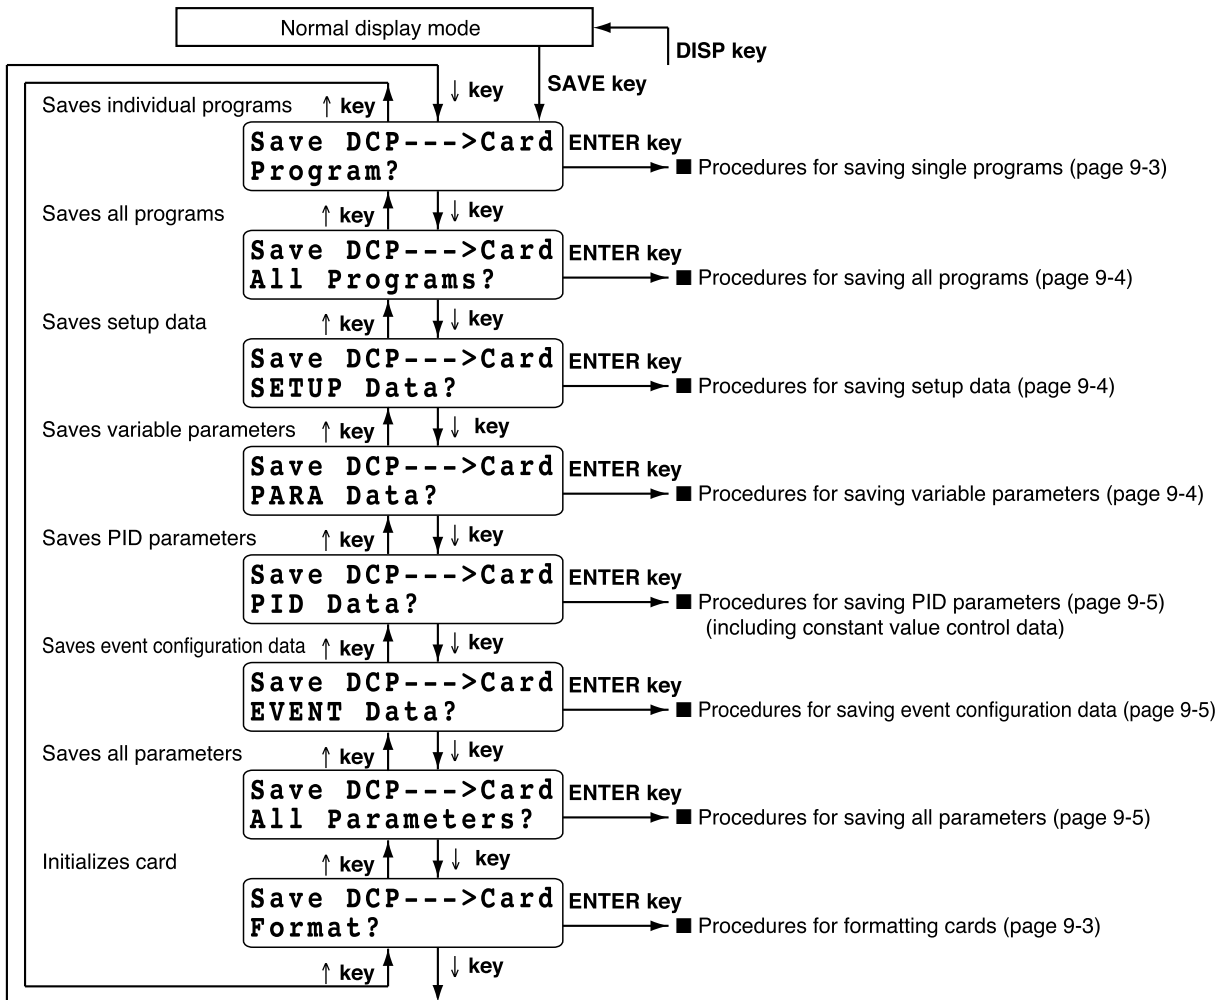 Normal display mode
DISP key
SAVE key
↓ key
Saves individual programs
↑ key
Save DCP--->Card
Program?
ENTER key
■ Procedures for saving single programs (page 9-3)
Saves all programs
↑ key
↓ key
Save DCP--->Card
All Programs?
ENTER key
■ Procedures for saving all programs (page 9-4)
Saves setup data
↑ key
↓ key
Save DCP--->Card
SETUP Data?
ENTER key
■ Procedures for saving setup data (page 9-4)
Saves variable parameters
↑ key
↓ key
Save DCP--->Card
PARA Data?
ENTER key
■ Procedures for saving variable parameters (page 9-4)
Saves PID parameters
↑ key
↓ key
Save DCP--->Card
PID Data?
ENTER key
■ Procedures for saving PID parameters (page 9-5)
(including constant value control data)
Saves event configuration data
↑ key
↓ key
Save DCP--->Card
EVENT Data?
ENTER key
■ Procedures for saving event configuration data (page 9-5)
Saves all parameters
↑ key
↓ key
Save DCP--->Card
All Parameters?
ENTER key
■ Procedures for saving all parameters (page 9-5)
Initializes card
↑ key
↓ key
Save DCP--->Card
Format?
ENTER key
■ Procedures for formatting cards (page 9-3)
↑ key
↓ key